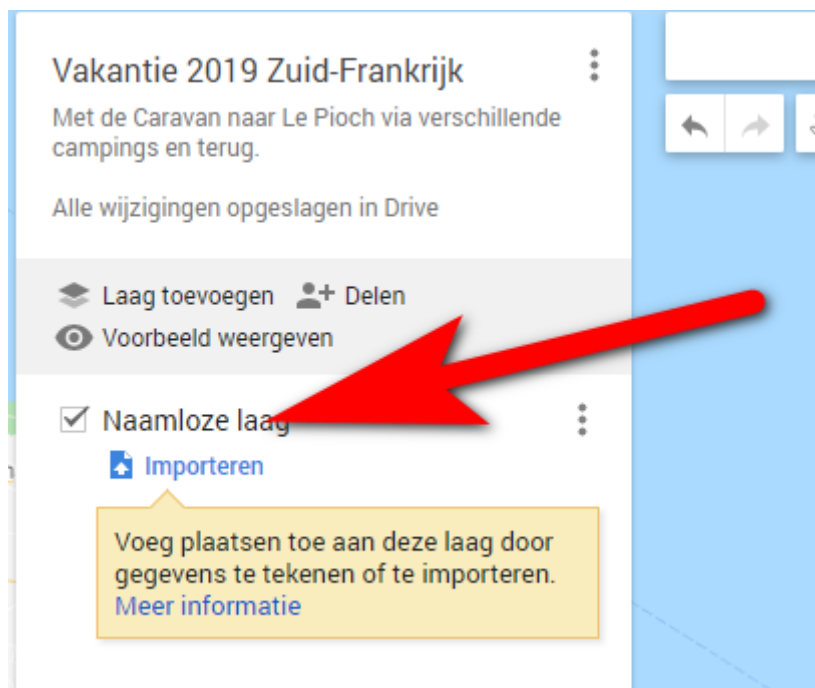 Vakantie 2019 Zuid-Frankrijk
Met de Caravan naar Le Pioch via verschillende
campings en terug.
Alle wijzigingen opgeslagen in Drive
Laag toevoegen Delen
Voorbeeld weergeven
Naamloze laag
Importeren
Voeg plaatsen toe aan deze laag door
gegevens te tekenen of te importeren.
Meer informatie